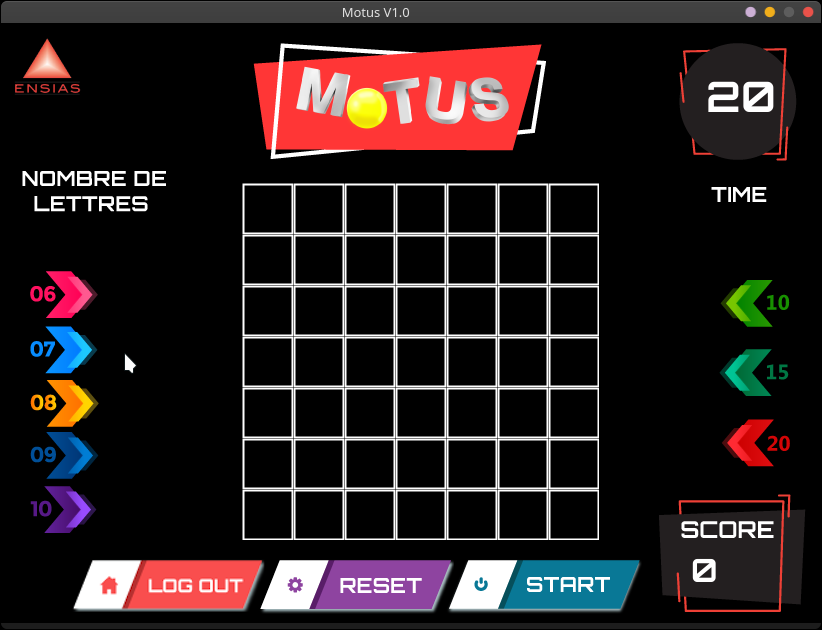 Motus V1.0
ENSIAS
MOTUS
20
NOMBRE DE
LETTRES
TIME
06
07
08
09
10
10
15
20
SCORE
0
LOG OUT
RESET
START